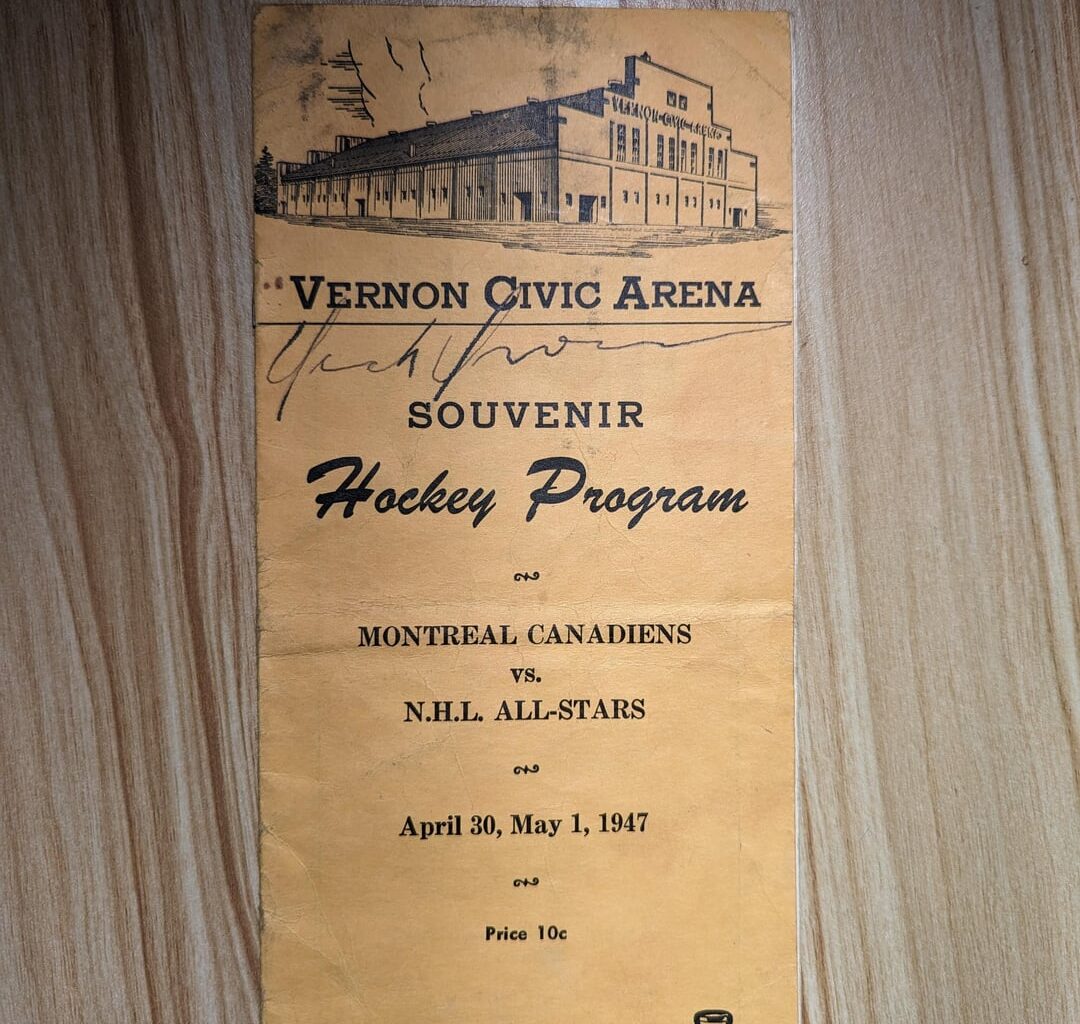 VERNON CIVIC ARENA
VERNON CIVIC ARENA
SOUVENIR
Hockey Program
MONTREAL CANADIENS
vs.
N.H.L. ALL-STARS
April 30, May 1, 1947
Price 10c